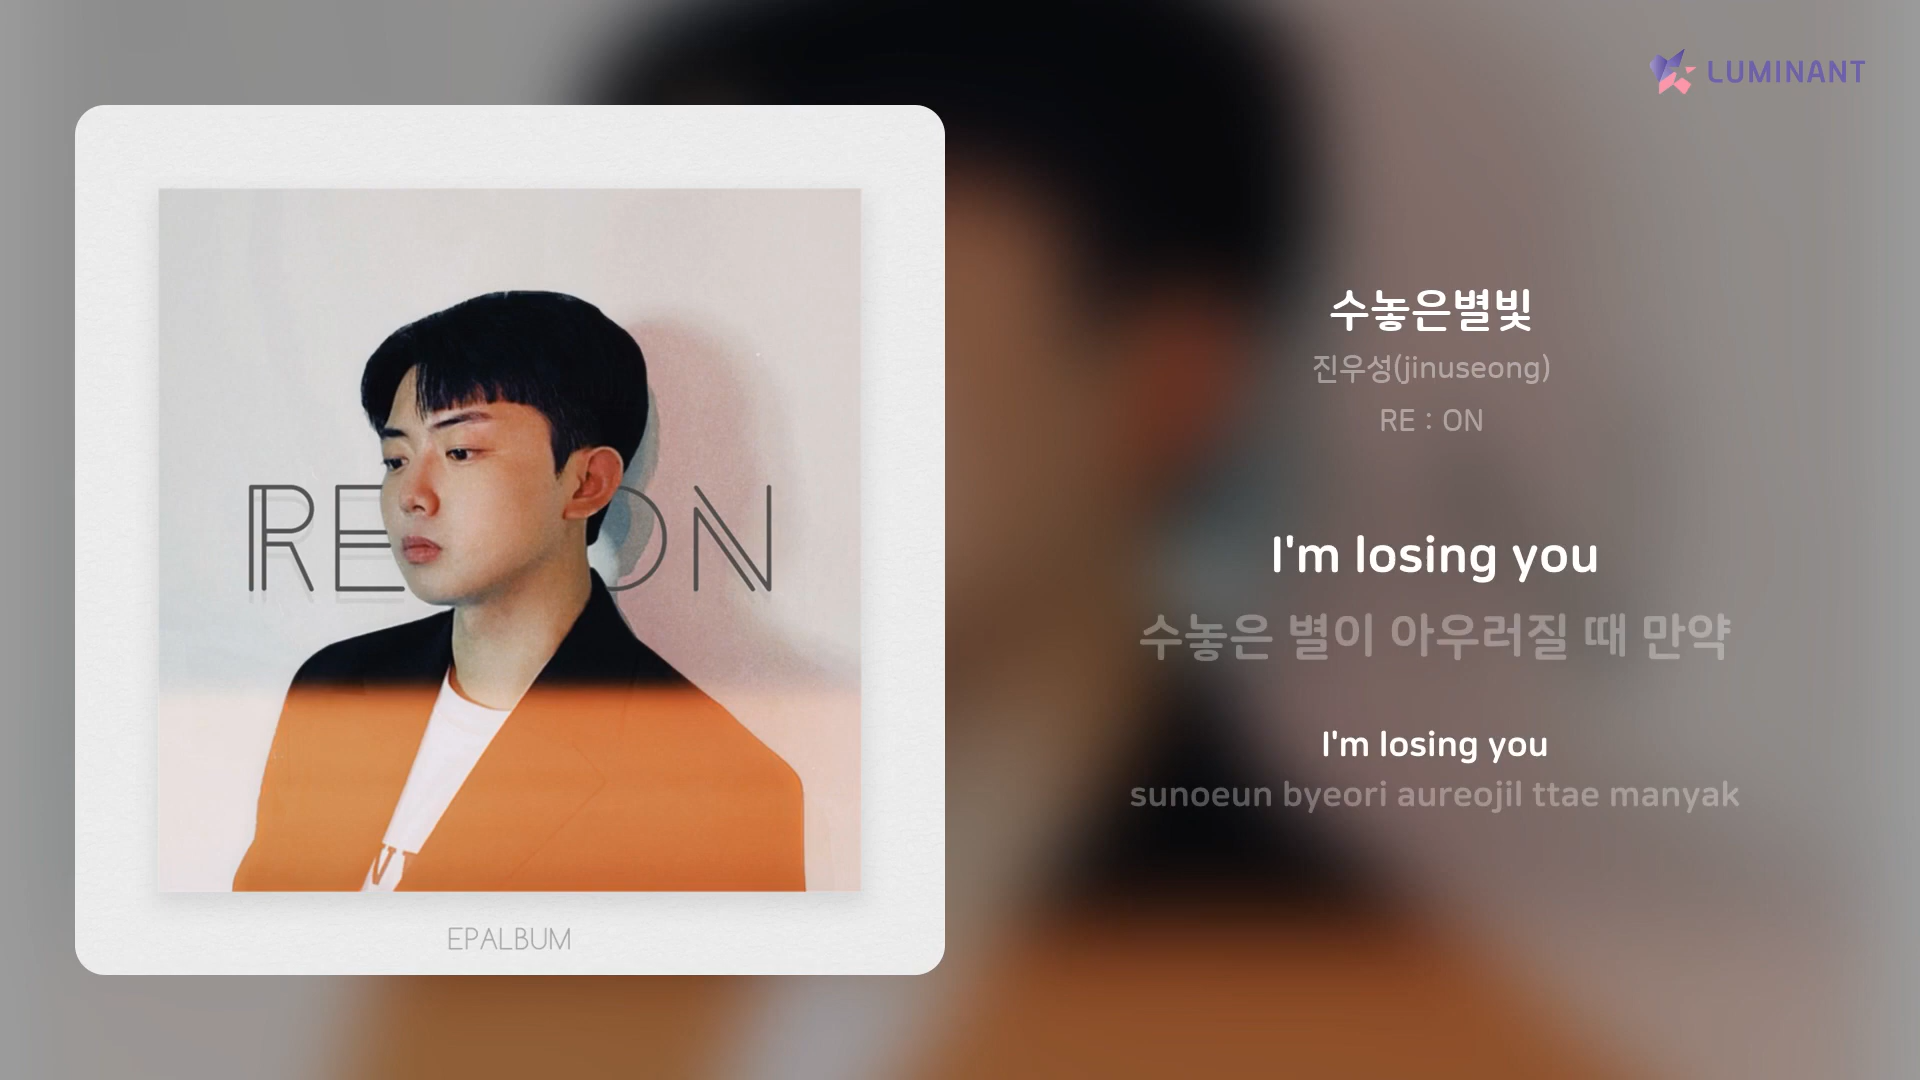 LUMINANT
RE ON
EPALBUM
수놓은별빛
진우성(jinuseong)
RE : ON
I'm losing you
수놓은 별이 아우러질 때 만약
I'm losing you
sunoeun byeori aureojil ttae manyak